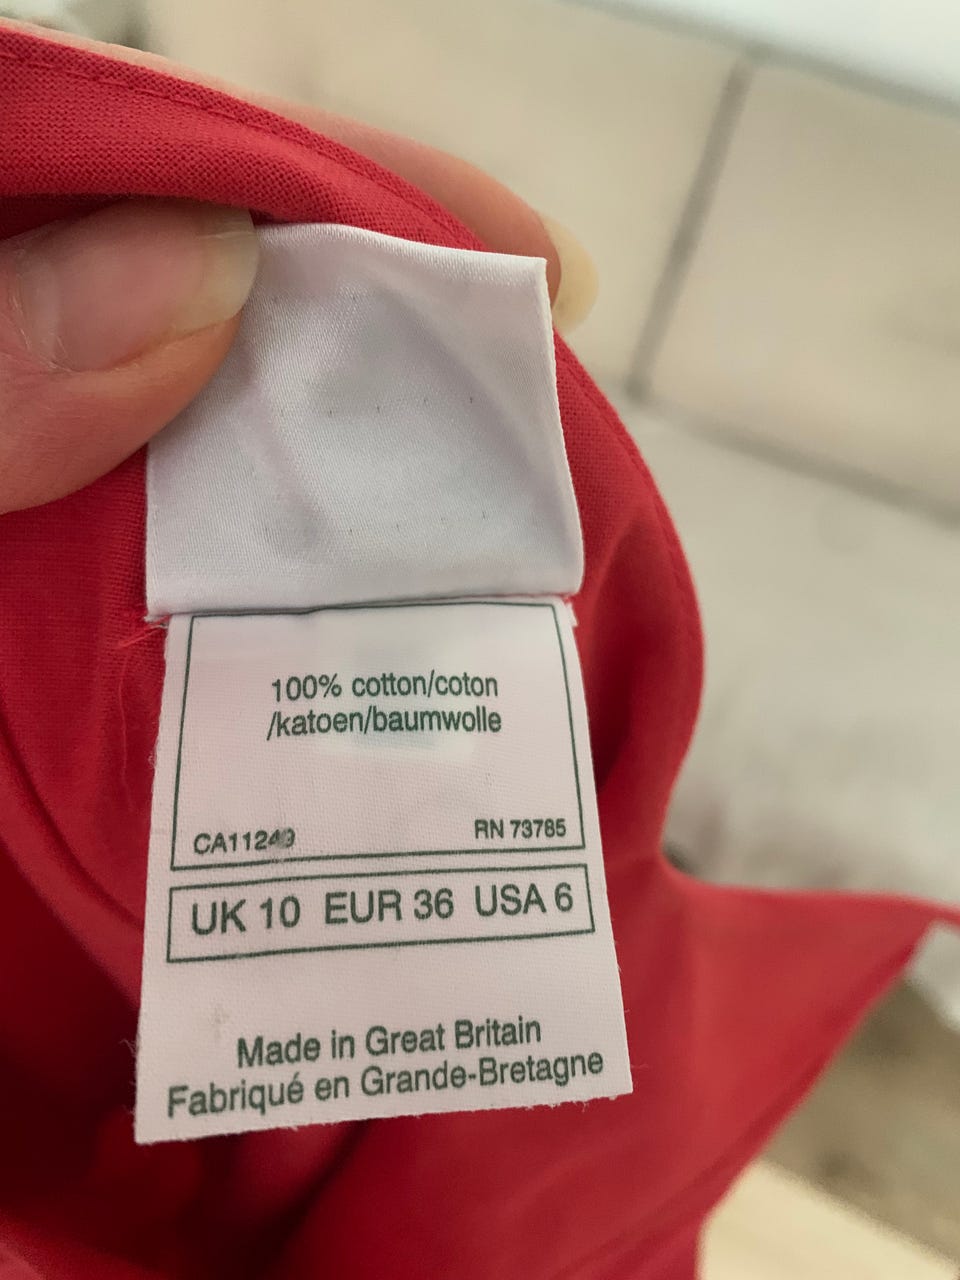 100% cotton/coton
/katoen/baumwolle
RN 73785
UK 10 EUR 36 USA 6
Made in Great Britain
Fabriqué en Grande-Bretagne